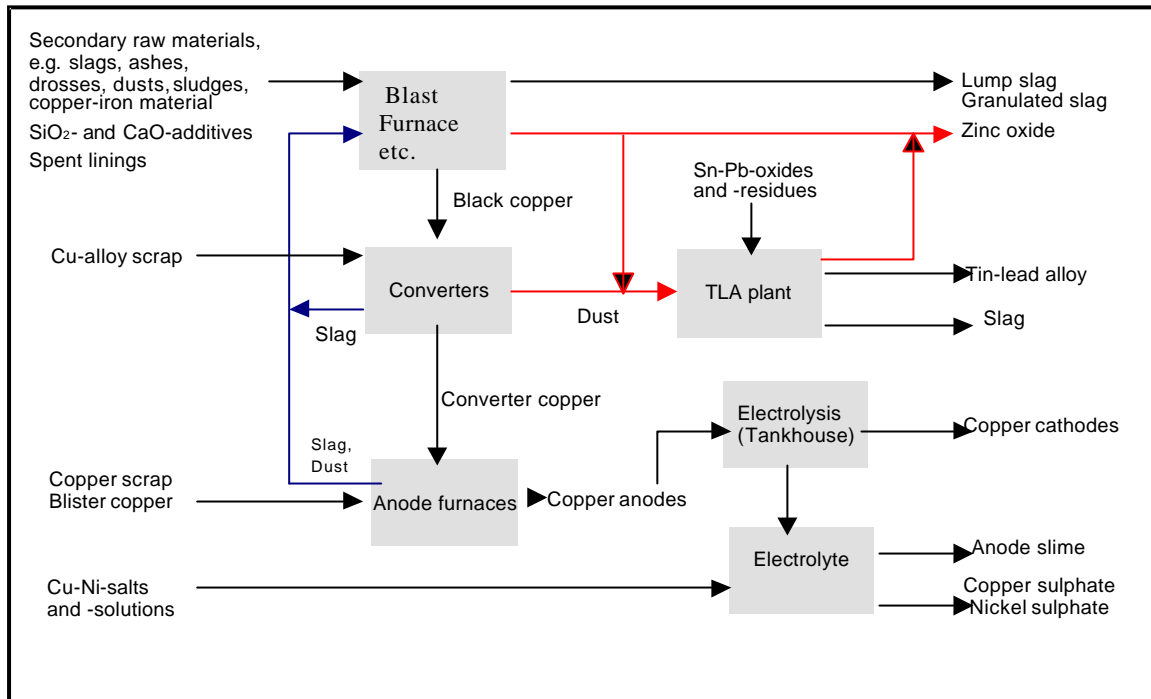 Secondary raw materials,
e.g. slags, ashes,
drosses, dusts, sludges,
copper-iron material
SiO2- and CaO-additives
Spent linings
Blast
Furnace
etc.
Lump slag
Granulated slag
Zinc oxide
Sn-Pb-oxides
and -residues
Black copper
Cu-alloy scrap
Converters
Dust
TLA plant
Tin-lead alloy
Slag
Slag
Converter copper
Electrolysis
(Tankhouse)
Copper cathodes
Slag,
Dust
Copper scrap
Blister copper
Anode furnaces
Copper anodes
Electrolyte
Anode slime
Cu-Ni-salts
and -solutions
Copper sulphate
Nickel sulphate